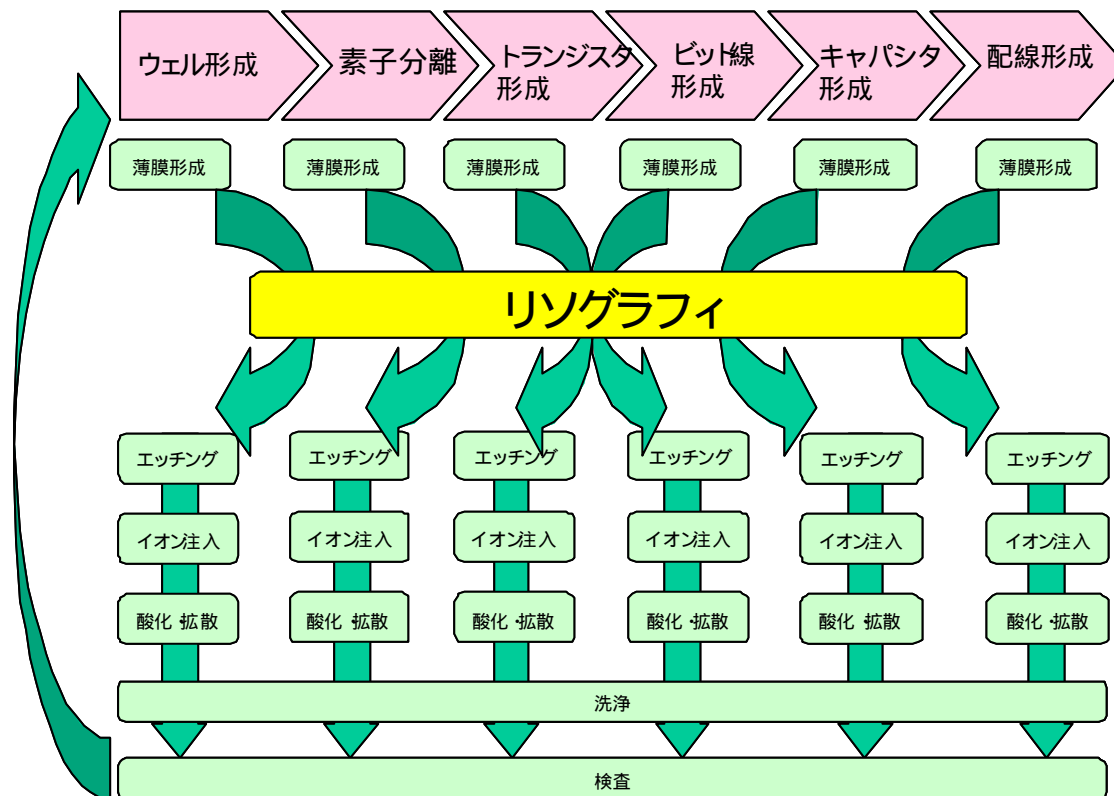 ウェル形成
素子分離
トランジスタ
形成
ビット線
形成
キャパシタ
形成
配線形成
薄膜形成
薄膜形成
薄膜形成
薄膜形成
薄膜形成
薄膜形成
リソグラフィ
エッチング
エッチング
エッチング
エッチング
エッチング
エッチング
イオン注入
イオン注入
イオン注入
イオン注入
イオン注入
イオン注入
酸化・拡散
酸化・拡散
酸化・拡散
酸化・拡散
酸化・拡散
酸化・拡散
洗浄
検査